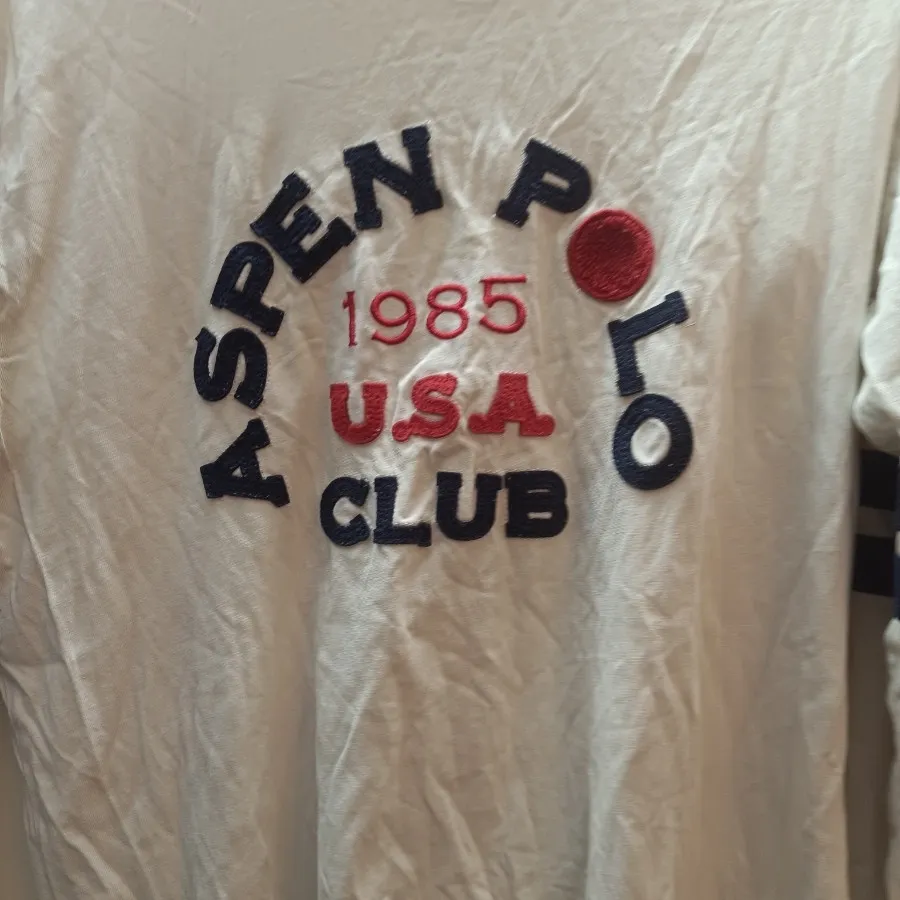 ASPEN POLO
1985
U.S.A
CLUB